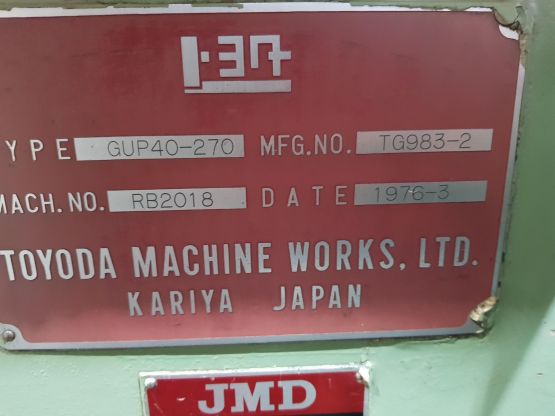 トヨタ
YPE GUP40-270 MFG.NO. TG983-2
MACH.NO. RB2018 DATE 1976-3
TOYODA MACHINE WORKS, LTD.
KARIYA JAPAN
JMD